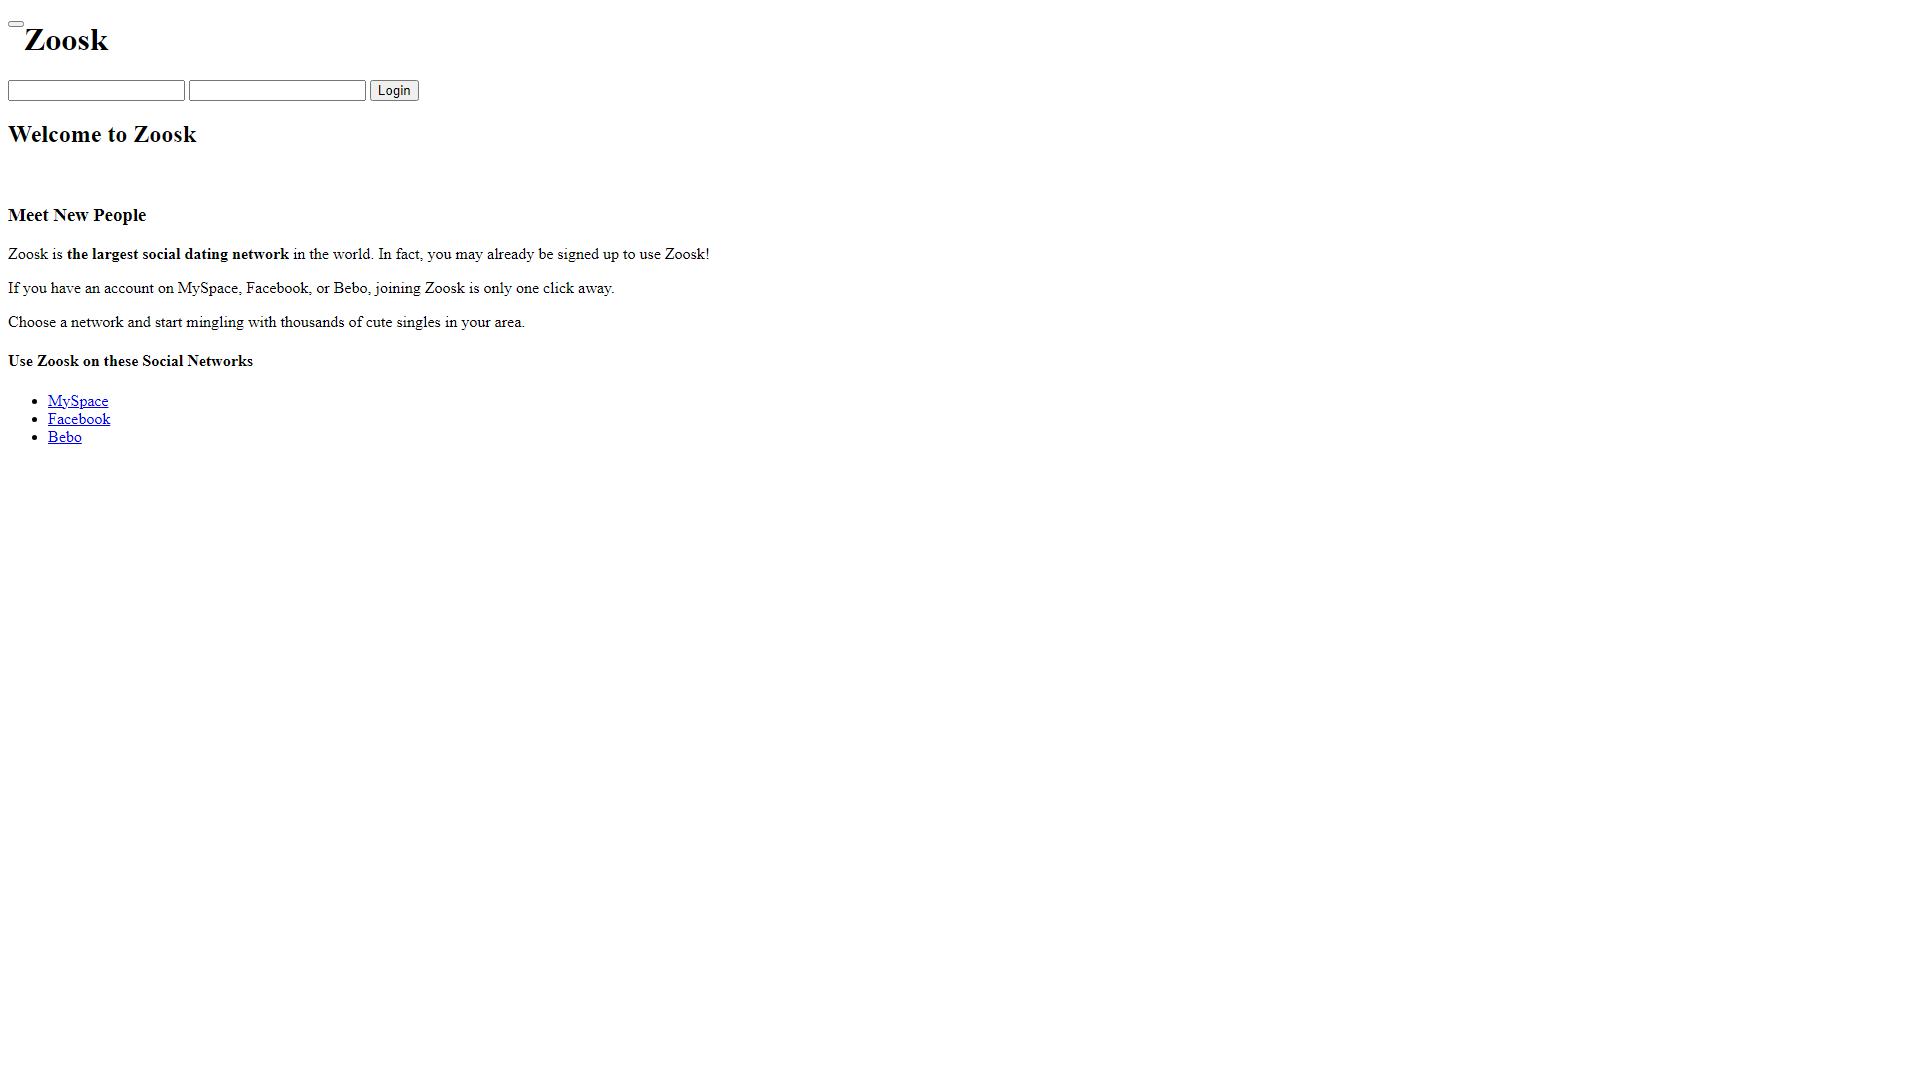 Zoosk
Login
Welcome to Zoosk
Meet New People
Zoosk is the largest social dating network in the world. In fact, you may already be signed up to use Zoosk!
If you have an account on MySpace, Facebook, or Bebo, joining Zoosk is only one click away.
Choose a network and start mingling with thousands of cute singles in your area.
Use Zoosk on these Social Networks
MySpace
Facebook
Bebo